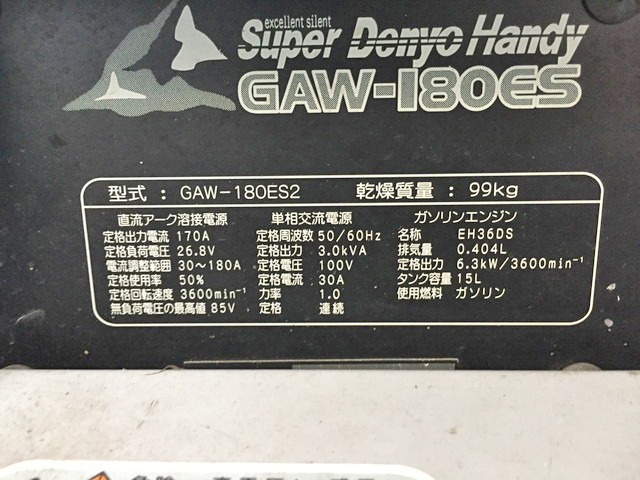 excellent silent
Super Denyo Handy
GAW-180ES
型式 : GAW-180ES2 乾燥質量 : 99kg
直流アーク溶接電源
定格出力電流 170A
定格負荷電圧 26.8V
電流調整範囲 30〜180A
定格使用率 50%
定格回転速度 3600min⁻¹
無負荷電圧の最高値 85V
単相交流電源
定格周波数 50/60Hz
定格出力 3.0kVA
定格電圧 100V
定格電流 30A
力率 1.0
定格 連続
ガソリンエンジン
名称 EH36DS
排気量 0.404L
定格出力 6.3kW/3600min⁻¹
タンク容量 15L
使用燃料 ガソリン